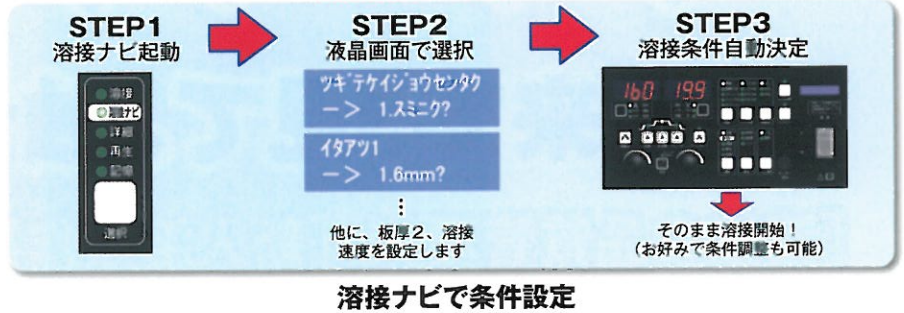 STEP1
溶接ナビ起動
溶接
溶接ナビ
詳細
再生
記憶
選択
STEP2
液晶画面で選択
ツギテケイジョウセンタク
ー> 1.スミニク?
イタアツ1
ー> 1.6mm?
⋮
他に、板厚2、溶接
速度を設定します
STEP3
溶接条件自動決定
160 19.9
そのまま溶接開始!
(お好みで条件調整も可能)
溶接ナビで条件設定